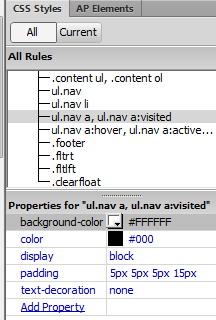 CSS Styles AP Elements
All Current
All Rules
.content ul, .content ol
ul.nav
ul.nav li
ul.nav a, ul.nav a:visited
ul.nav a:hover, ul.nav a:active...
.footer
.fltrt
.fltlft
.clearfloat
Properties for "ul.nav a, ul.nav a:visited"
background-color #FFFFFF
color #000
display block
padding 5px 5px 5px 15px
text-decoration none
Add Property